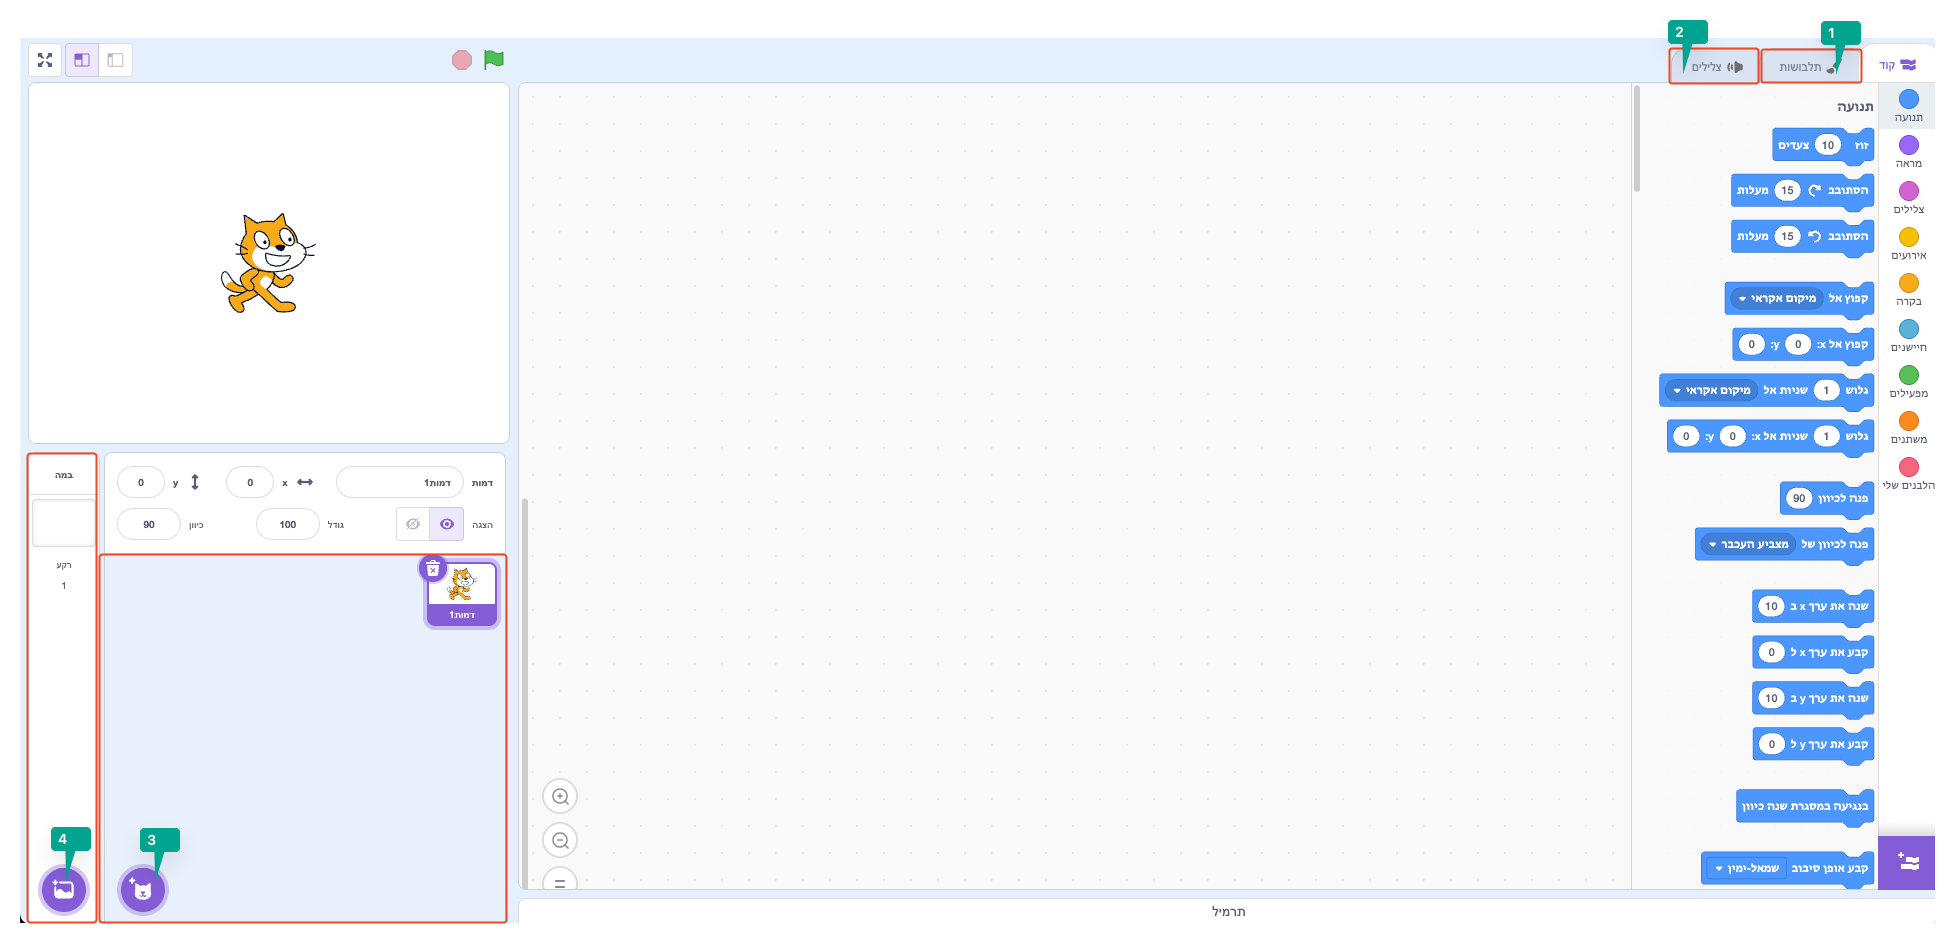 1
2
קוד
תלבושות
צלילים
תנועה
מראה
צלילים
אירועים
בקרה
חיישנים
מפעילים
משתנים
הלבנים שלי
תנועה
זוז 10 צעדים
הסתובב 15 מעלות
הסתובב 15 מעלות
קפוץ אל מיקום אקראי
קפוץ אל x: 0 y: 0
גלוש 1 שניות אל מיקום אקראי
גלוש 1 שניות אל x: 0 y: 0
פנה לכיוון 90
פנה לכיוון של מצביע העכבר
שנה את ערך x ב 10
קבע את ערך x ל 0
שנה את ערך y ב 10
קבע את ערך y ל 0
בנגיעה במסגרת שנה כיוון
קבע אופן סיבוב שמאל-ימין
תרמיל
דמות דמות1 x 0 y 0
הצגה גודל 100 כיוון 90
דמות1
במה
רקע
1
3
4